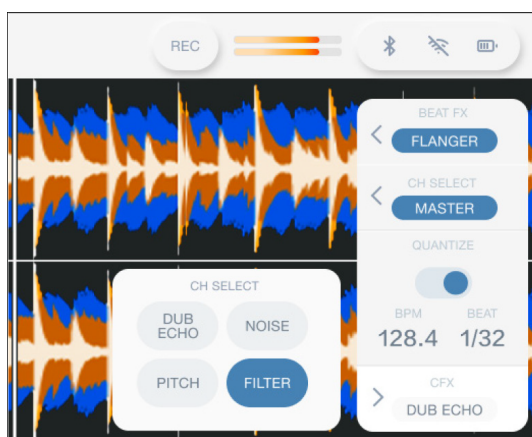 REC
BEAT FX
FLANGER
CH SELECT
MASTER
QUANTIZE
BPM BEAT
128.4 1/32
CFX
DUB ECHO
CH SELECT
DUB
ECHO
NOISE
PITCH
FILTER